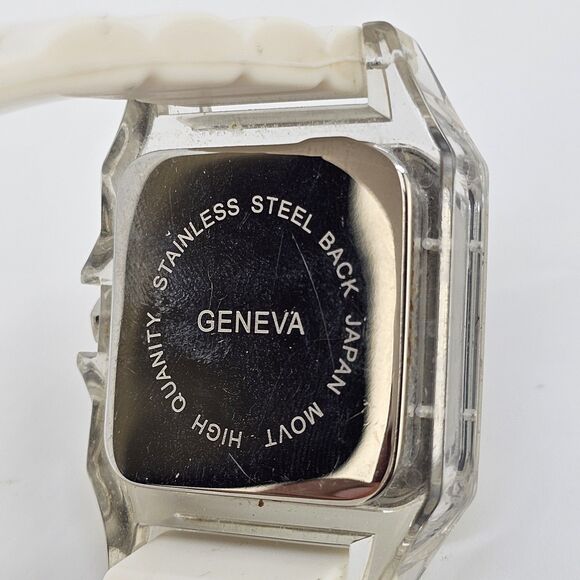 STAINLESS STEEL BACK JAPAN MOVT HIGH QUANITY
GENEVA